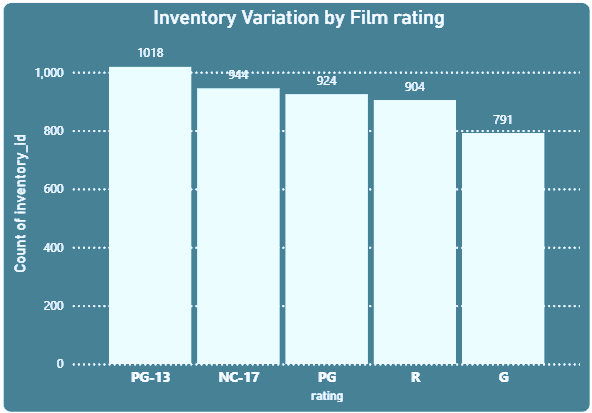 Inventory Variation by Film rating
1018
944
924
904
791
1,000
800
600
400
200
0
Count of inventory_id
PG-13 NC-17 PG R G
rating